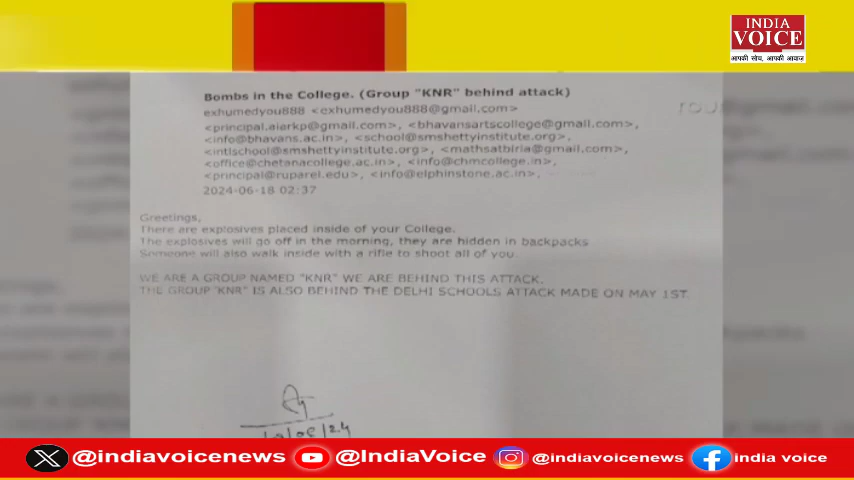 INDIA
VOICE
आपकी सोच, आपकी आवाज़
Bombs in the College. (Group "KNR" behind attack)
exhumedyou888 <exhumedyou888@gmail.com>
<principal.aierkp@gmail.com>, <bhavansartscollege@gmail.com>,
<info@bhavans.ac.in>, <school@smshettyinstitute.org>,
<intlschool@smshettyinstitute.org>, <mathsatbirla@gmail.com>,
<office@chetanacollege.ac.in>, <info@chmcollege.in>,
<principal@ruparel.edu>, <info@elphinstone.ac.in>,
2024-06-18 02:37
Greetings,
There are explosives placed inside of your College.
The explosives will go off in the morning, they are hidden in backpacks
Someone will also walk inside with a rifle to shoot all of you.
WE ARE A GROUP NAMED "KNR" WE ARE BEHIND THIS ATTACK.
THE GROUP "KNR" IS ALSO BEHIND THE DELHI SCHOOLS ATTACK MADE ON MAY 1ST.
@indiavoicenews @IndiaVoice @indiavoicenews india voice